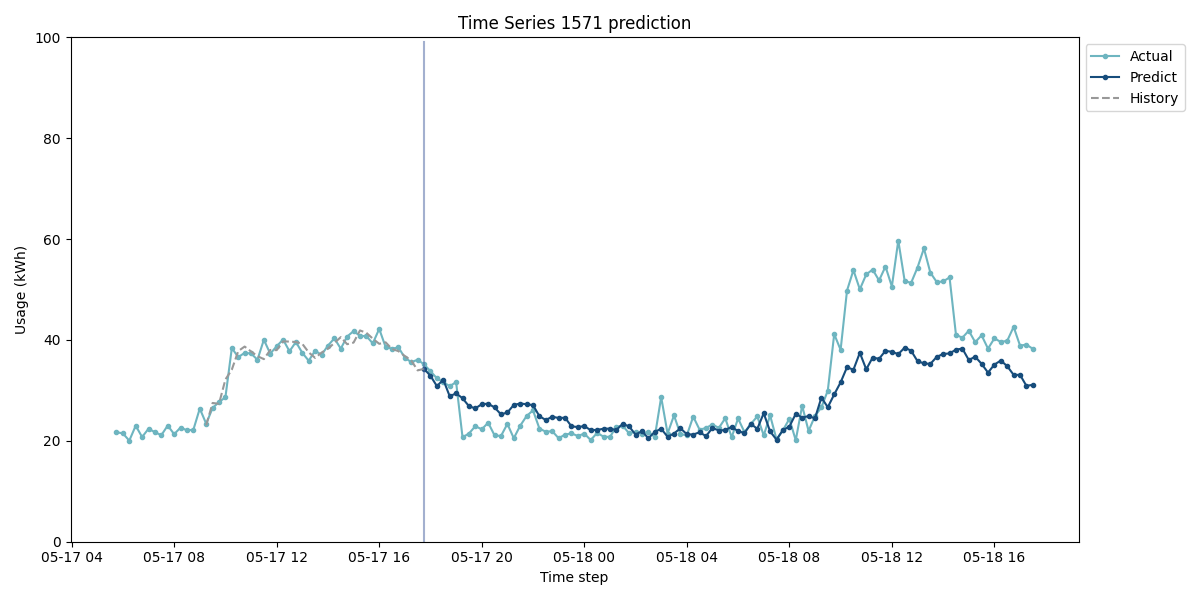 Time Series 1571 prediction
Usage (kWh)
100
80
60
40
20
0
05-17 04
05-17 08
05-17 12
05-17 16
05-17 20
05-18 00
05-18 04
05-18 08
05-18 12
05-18 16
Time step
Actual
Predict
History